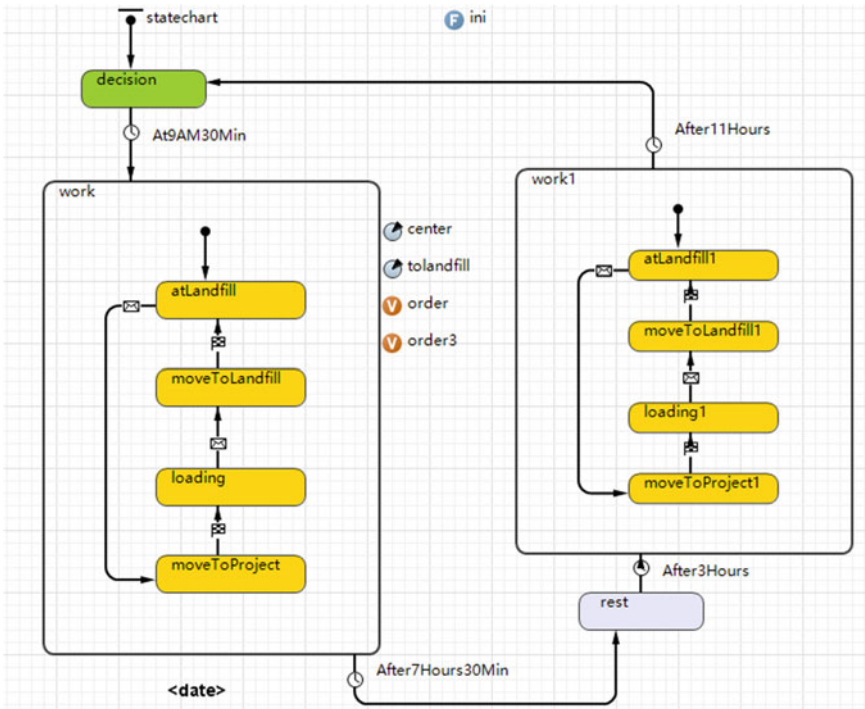 statechart
F ini
decision
At9AM30Min
After11Hours
work
center
tolandfill
V order
V order3
atLandfill
moveToLandfill
loading
moveToProject
work1
atLandfill1
moveToLandfill1
loading1
moveToProject1
After3Hours
rest
After7Hours30Min
<date>